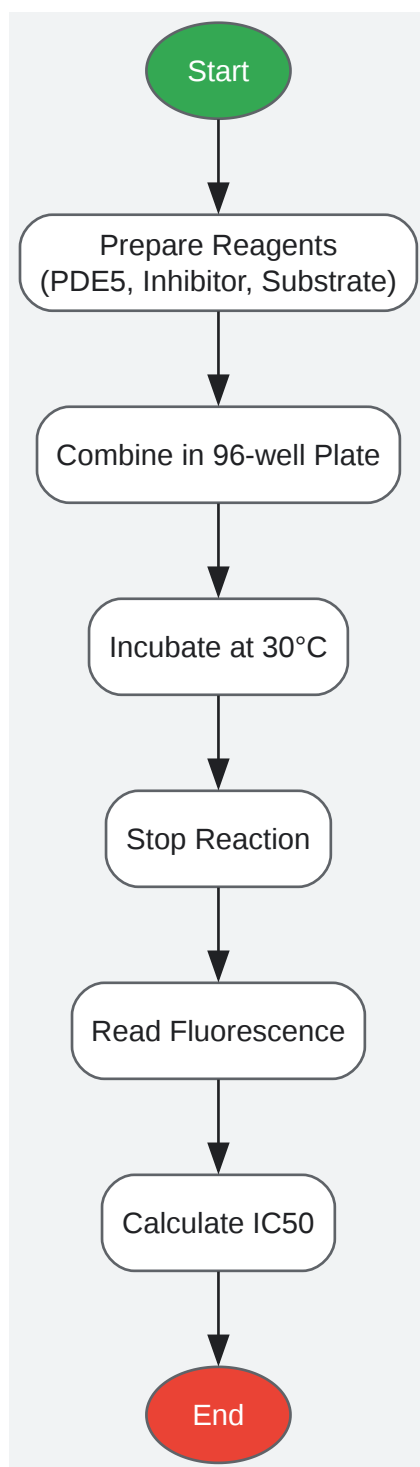 Start
Prepare Reagents
(PDE5, Inhibitor, Substrate)
Combine in 96-well Plate
Incubate at 30°C
Stop Reaction
Read Fluorescence
Calculate IC50
End